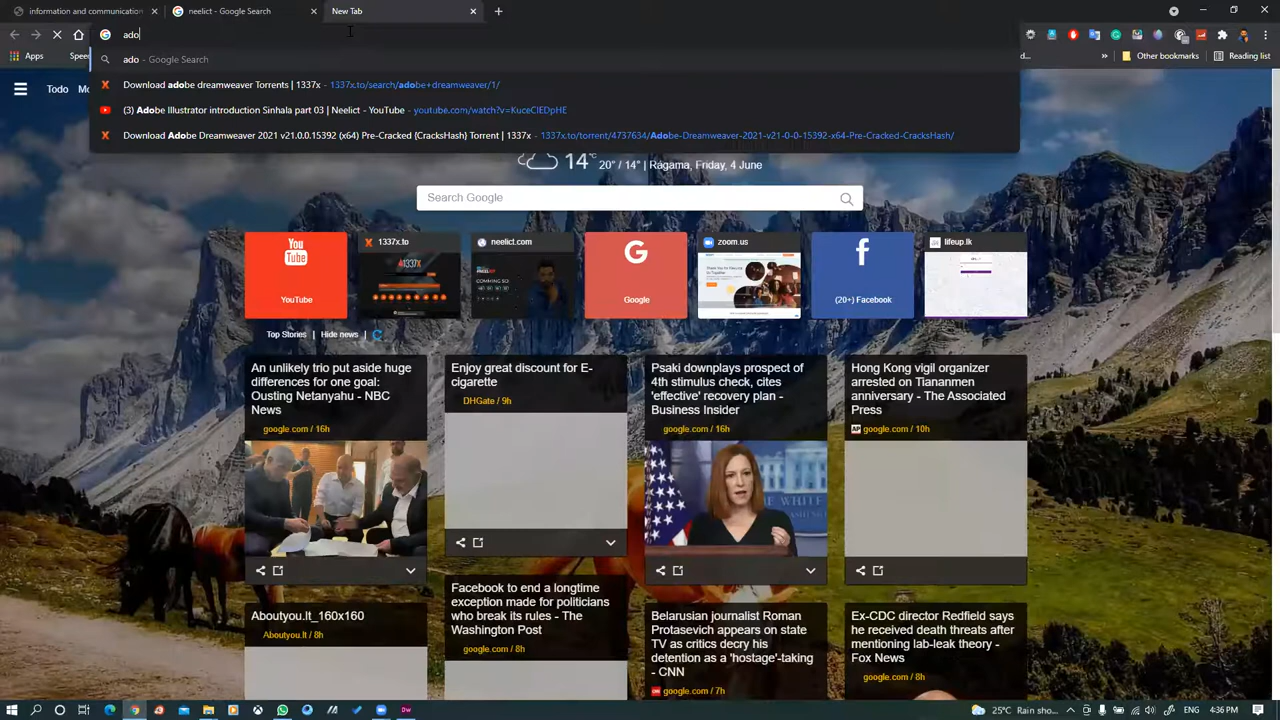 information and communication
neelict - Google Search
New Tab
ado
Apps
Other bookmarks
Reading list
ado - Google Search
Download adobe dreamweaver Torrents | 1337x - 1337x.to/search/adobe+dreamweaver/1/
(3) Adobe Illustrator introduction Sinhala part 03 | Neelict - YouTube - youtube.com/watch?v=KuceClEDpHE
Download Adobe Dreamweaver 2021 v21.0.0.15392 (x64) Pre-Cracked {CracksHash} Torrent | 1337x - 1337x.to/torrent/4737634/Adobe-Dreamweaver-2021-v21-0-0-15392-x64-Pre-Cracked-CracksHash/
Todo
14°C 20° / 14° | Ragama, Friday, 4 June
Search Google
You Tube
YouTube
1337x.to
1337X
neelict.com
COMMING SO
G
Google
zoom.us
f
(20+) Facebook
lifeup.lk
Top Stories | Hide news |
An unlikely trio put aside huge
differences for one goal:
Ousting Netanyahu - NBC
News
google.com / 16h
Enjoy great discount for E-
cigarette
DHGate / 9h
Psaki downplays prospect of
4th stimulus check, cites
'effective' recovery plan -
Business Insider
google.com / 16h
Hong Kong vigil organizer
arrested on Tiananmen
anniversary - The Associated
Press
AP google.com / 10h
Aboutyou.lt_160x160
Aboutyou.lt / 8h
Facebook to end a longtime
exception made for politicians
who break its rules - The
Washington Post
google.com / 8h
Belarusian journalist Roman
Protasevich appears on state
TV as critics decry his
detention as a 'hostage'-taking
- CNN
google.com / 7h
Ex-CDC director Redfield says
he received death threats after
mentioning lab-leak theory -
Fox News
google.com / 8h
25°C Rain sho...
ENG
4:36 PM